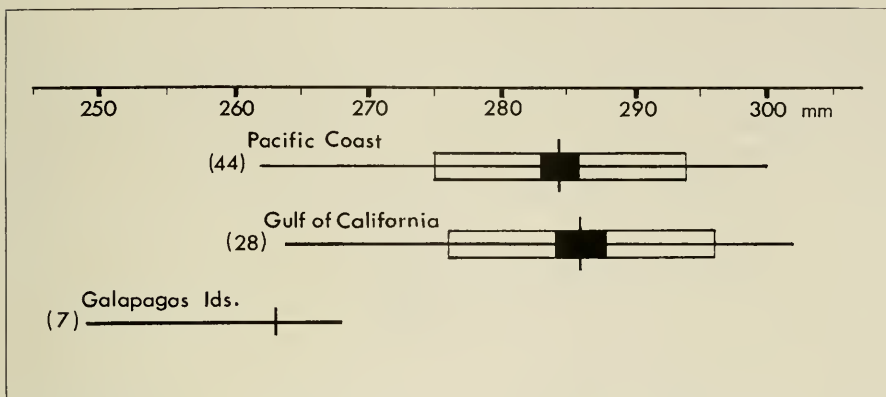 250 260 270 280 290 300 mm
Pacific Coast
(44)
Gulf of California
(28)
Galapagos Ids.
(7)